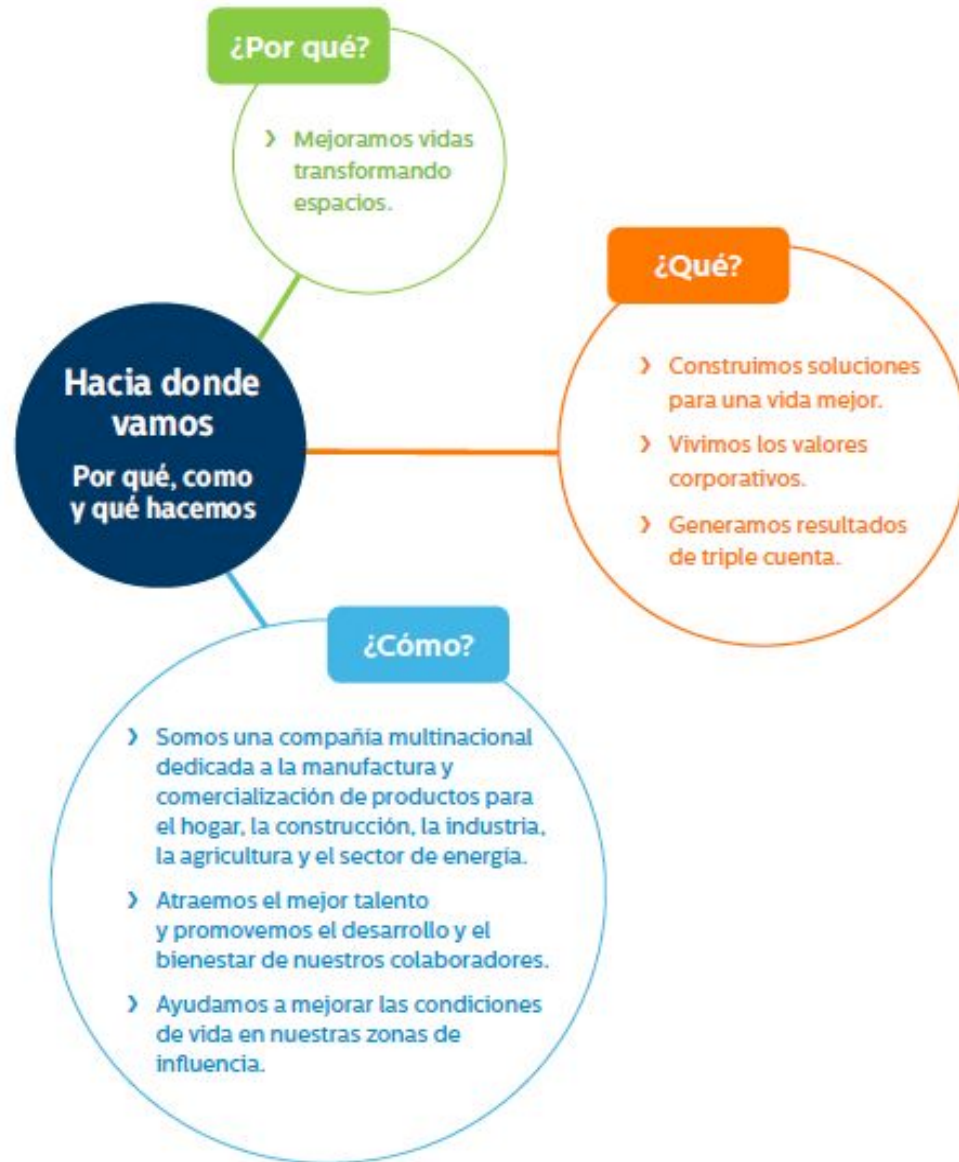 ¿Por qué?
› Mejoramos vidas
transformando
espacios.
¿Qué?
› Construimos soluciones
para una vida mejor.
› Vivimos los valores
corporativos.
› Generamos resultados
de triple cuenta.
Hacia donde
vamos
Por qué, como
y qué hacemos
¿Cómo?
› Somos una compañía multinacional
dedicada a la manufactura y
comercialización de productos para
el hogar, la construcción, la industria,
la agricultura y el sector de energía.
› Atraemos el mejor talento
y promovemos el desarrollo y el
bienestar de nuestros colaboradores.
› Ayudamos a mejorar las condiciones
de vida en nuestras zonas de
influencia.